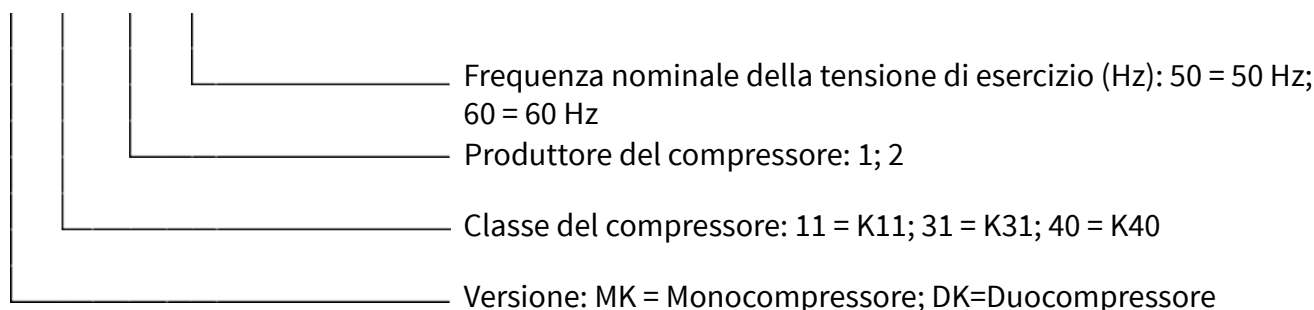 Frequenza nominale della tensione di esercizio (Hz): 50 = 50 Hz;
60 = 60 Hz
Produttore del compressore: 1; 2
Classe del compressore: 11 = K11; 31 = K31; 40 = K40
Versione: MK = Monocompressore; DK=Duocompressore